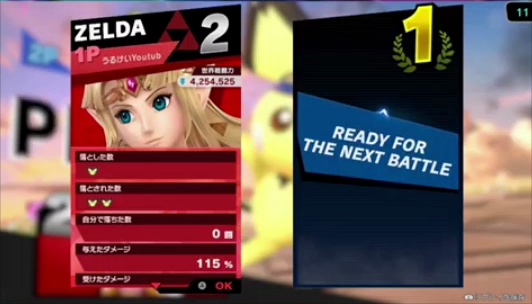 ZELDA
2
1P
うるけいYoutub
世界戦闘力
4,254,525
落とした数
落とされた数
自分で落ちた数
0 回
与えたダメージ
115 %
受けたダメージ
OK
1
READY FOR
THE NEXT BATTLE
11
2P